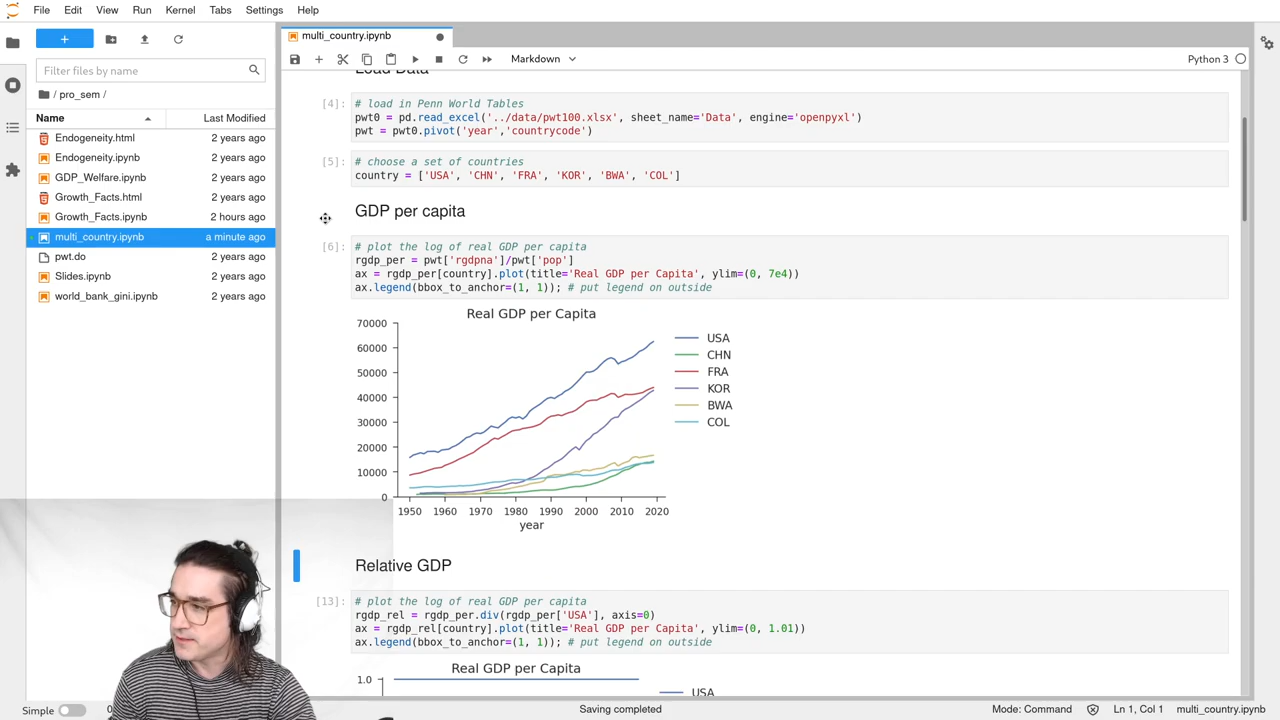 File Edit View Run Kernel Tabs Settings Help
+
Filter files by name
/ pro_sem /
Name Last Modified
Endogeneity.html 2 years ago
Endogeneity.ipynb 2 years ago
GDP_Welfare.ipynb 2 years ago
Growth_Facts.html 2 years ago
Growth_Facts.ipynb 2 hours ago
multi_country.ipynb a minute ago
pwt.do 2 years ago
Slides.ipynb 2 years ago
world_bank_gini.ipynb 2 years ago
multi_country.ipynb
Markdown Python 3
Load Data
[4]: # load in Penn World Tables
pwt0 = pd.read_excel('../data/pwt100.xlsx', sheet_name='Data', engine='openpyxl')
pwt = pwt0.pivot('year','countrycode')
[5]: # choose a set of countries
country = ['USA', 'CHN', 'FRA', 'KOR', 'BWA', 'COL']
GDP per capita
[6]: # plot the log of real GDP per capita
rgdp_per = pwt['rgdpna']/pwt['pop']
ax = rgdp_per[country].plot(title='Real GDP per Capita', ylim=(0, 7e4))
ax.legend(bbox_to_anchor=(1, 1)); # put legend on outside
Real GDP per Capita
70000
60000
50000
40000
30000
20000
10000
0
1950 1960 1970 1980 1990 2000 2010 2020
year
USA
CHN
FRA
KOR
BWA
COL
Relative GDP
[13]: # plot the log of real GDP per capita
rgdp_rel = rgdp_per.div(rgdp_per['USA'], axis=0)
ax = rgdp_rel[country].plot(title='Real GDP per Capita', ylim=(0, 1.01))
ax.legend(bbox_to_anchor=(1, 1)); # put legend on outside
Real GDP per Capita
1.0
USA
Simple Saving completed Mode: Command Ln 1, Col 1 multi_country.ipynb